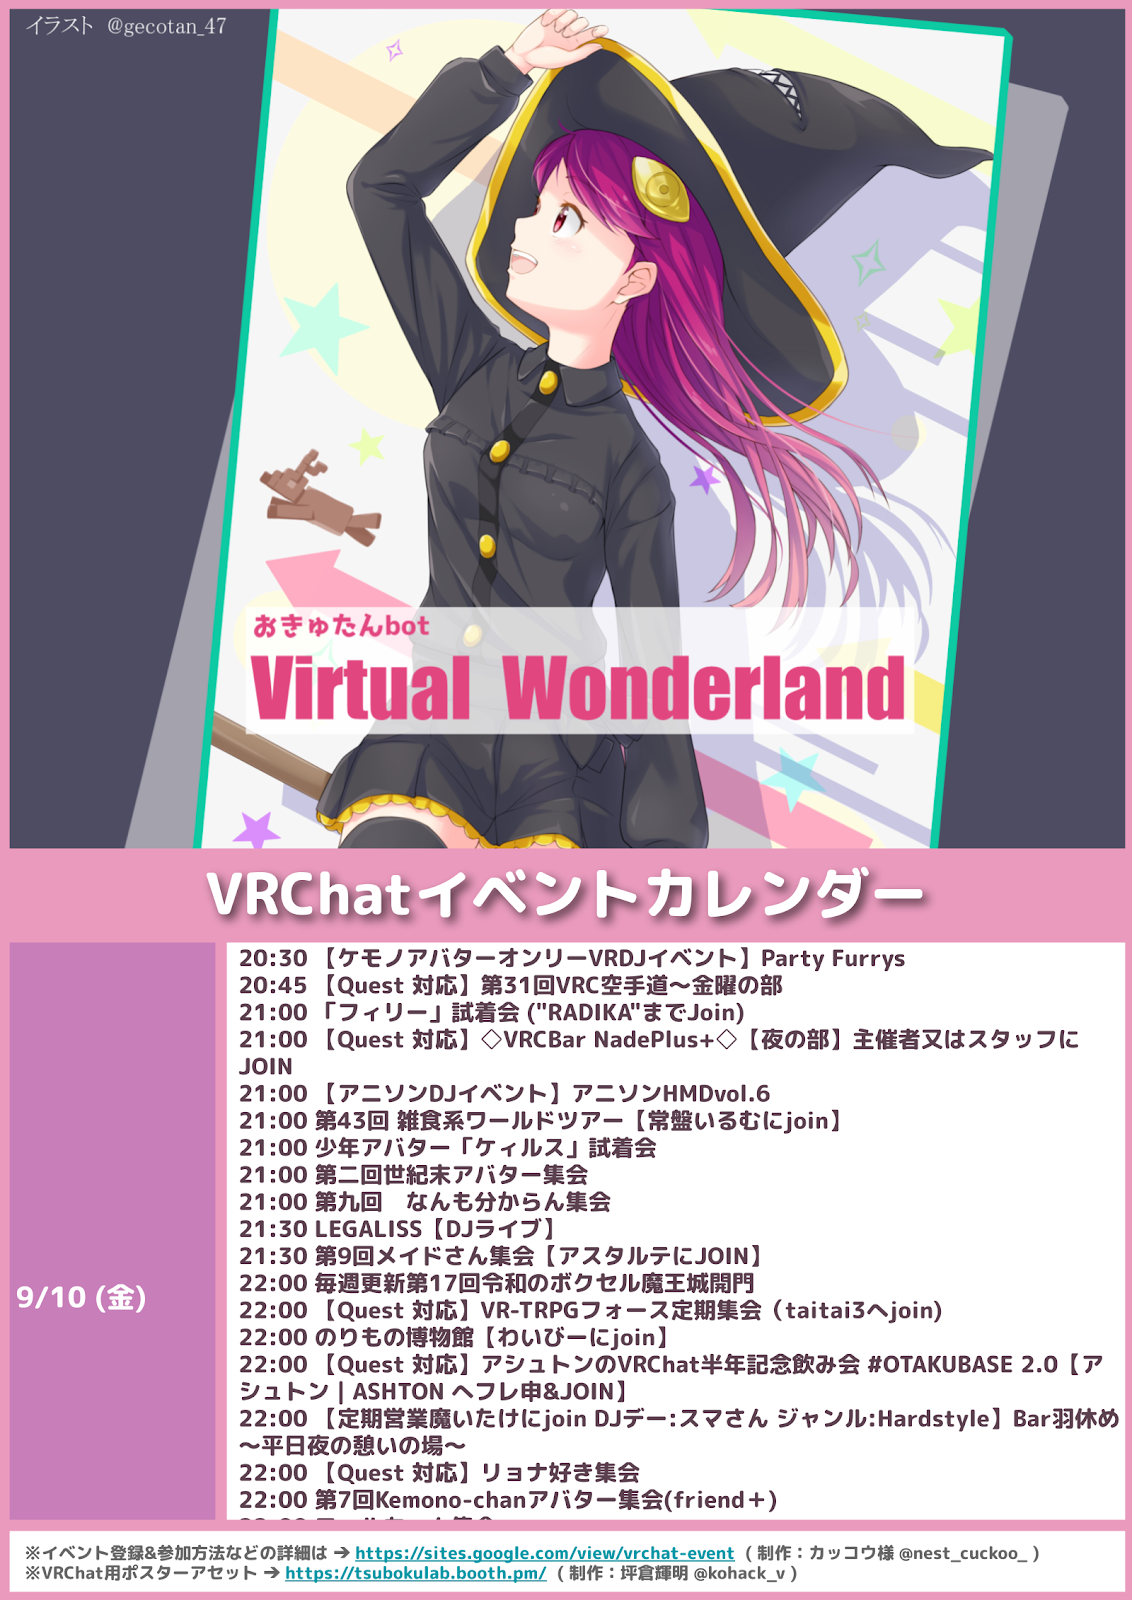 イラスト @gecotan_47
おきゅたんbot
Virtual Wonderland
VRChatイベントカレンダー
9/10 (金)
20:30 【ケモノアバターオンリーVRDJイベント】Party Furrys
20:45 【Quest 対応】第31回VRC空手道～金曜の部
21:00 「フィリー」試着会 ("RADIKA"までJoin)
21:00 【Quest 対応】◇VRCBar NadePlus+◇【夜の部】主催者又はスタッフに
JOIN
21:00 【アニソンDJイベント】アニソンHMDvol.6
21:00 第43回 雑食系ワールドツアー【常盤いるむにjoin】
21:00 少年アバター「ケィルス」試着会
21:00 第二回世紀末アバター集会
21:00 第九回　なんも分からん集会
21:30 LEGALISS【DJライブ】
21:30 第9回メイドさん集会【アスタルテにJOIN】
22:00 毎週更新第17回令和のボクセル魔王城開門
22:00 【Quest 対応】VR-TRPGフォース定期集会（taitai3へjoin)
22:00 のりもの博物館【わいびーにjoin】
22:00 【Quest 対応】アシュトンのVRChat半年記念飲み会 #OTAKUBASE 2.0【ア
シュトン | ASHTON へフレ申&JOIN】
22:00 【定期営業魔いたけにjoin DJデー:スマさん ジャンル:Hardstyle】Bar羽休め
～平日夜の憩いの場～
22:00 【Quest 対応】リョナ好き集会
22:00 第7回Kemono-chanアバター集会(friend＋)
※イベント登録&参加方法などの詳細は ➔ https://sites.google.com/view/vrchat-event ( 制作：カッコウ様 @nest_cuckoo_ )
※VRChat用ポスターアセット ➔ https://tsubokulab.booth.pm/ ( 制作：坪倉輝明 @kohack_v )